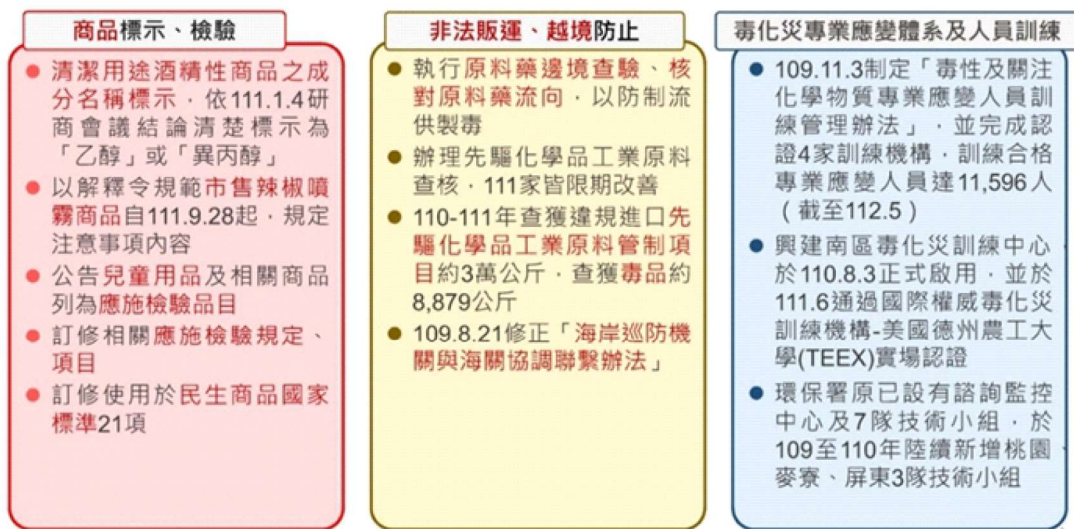 商品標示、檢驗
● 清潔用途酒精性商品之成
分名稱標示，依111.1.4研
商會議結論清楚標示為
「乙醇」或「異丙醇」
● 以解釋令規範市售辣椒噴
霧商品自111.9.28起，規定
注意事項內容
● 公告兒童用品及相關商品
列為應施檢驗品目
● 訂修相關應施檢驗規定、
項目
● 訂修使用於民生商品國家
標準21項
非法販運、越境防止
● 執行原料藥邊境查驗、核
對原料藥流向，以防制流
供製毒
● 辦理先驅化學品工業原料
查核，111家皆限期改善
● 110-111年查獲違規進口先
驅化學品工業原料管制項
目約3萬公斤，查獲毒品約
8,879公斤
● 109.8.21修正「海岸巡防機
關與海關協調聯繫辦法」
毒化災專業應變體系及人員訓練
● 109.11.3制定「毒性及關注
化學物質專業應變人員訓
練管理辦法」，並完成認
證4家訓練機構，訓練合格
專業應變人員達11,596人
（截至112.5）
● 興建南區毒化災訓練中心
於110.8.3正式啟用，並於
111.6通過國際權威毒化災
訓練機構-美國德州農工大
學(TEEX)實場認證
● 環保署原已設有諮詢監控
中心及7隊技術小組，於
109至110年陸續新增桃園、
麥寮、屏東3隊技術小組